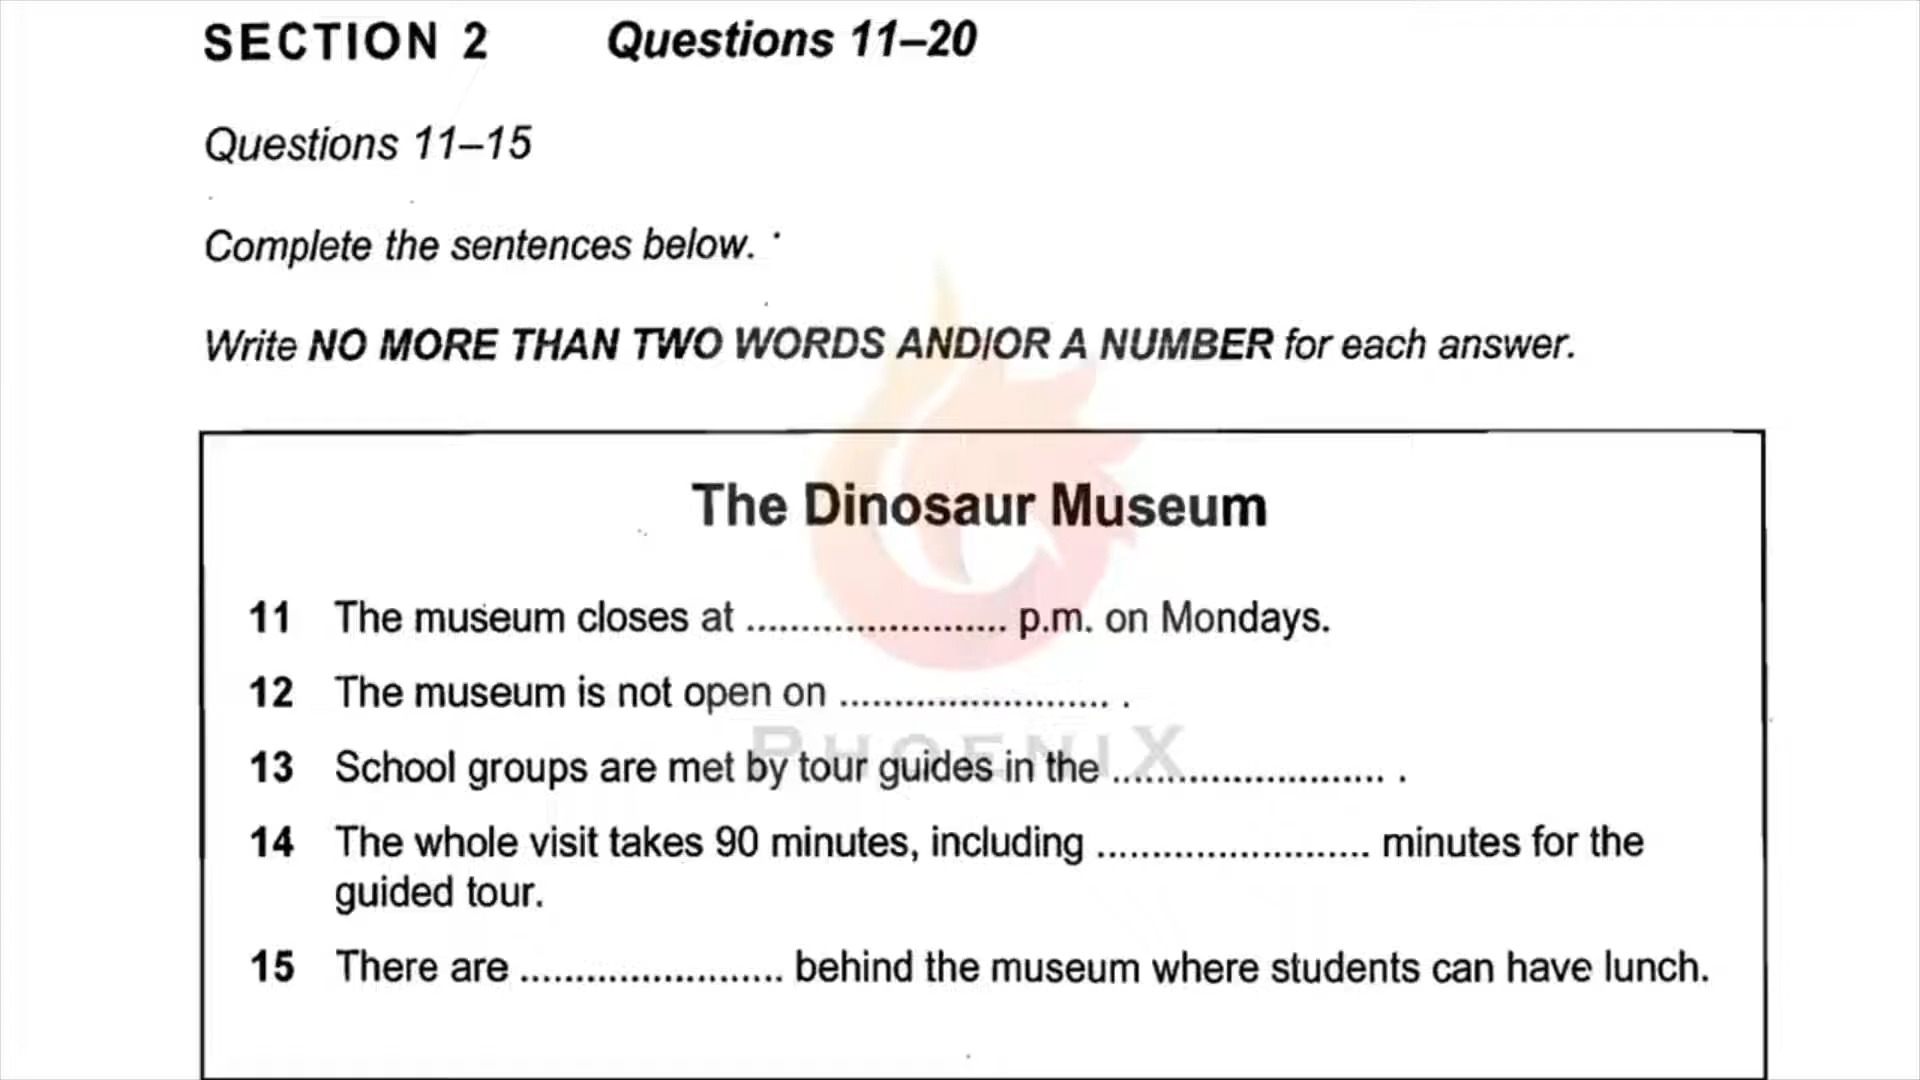 SECTION 2 Questions 11–20
Questions 11–15
Complete the sentences below.
Write NO MORE THAN TWO WORDS AND/OR A NUMBER for each answer.
The Dinosaur Museum
11 The museum closes at ........................ p.m. on Mondays.
12 The museum is not open on ........................ .
PHOENIX
13 School groups are met by tour guides in the ........................ .
14 The whole visit takes 90 minutes, including ........................ minutes for the
guided tour.
15 There are ........................ behind the museum where students can have lunch.